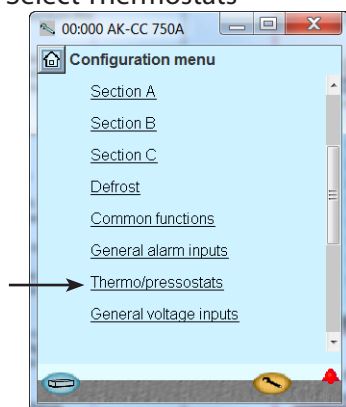 Select Thermostats
00:000 AK-CC 750A
Configuration menu
Section A
Section B
Section C
Defrost
Common functions
General alarm inputs
Thermo/pressostats
General voltage inputs